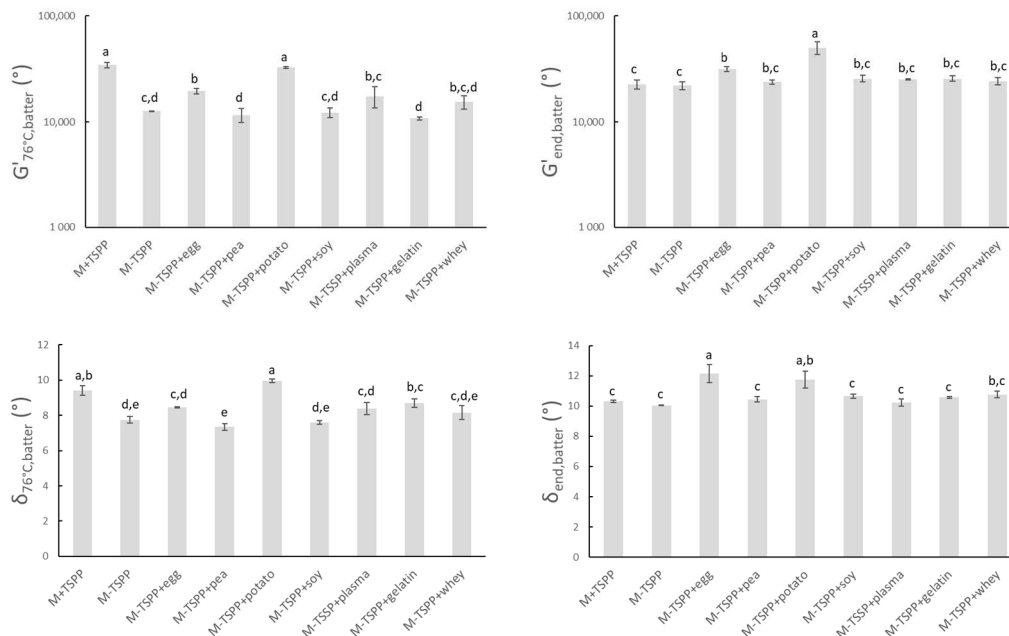 100,000
10,000
1 000
G'76°C,batter (°)
a
c,d
b
d
a
c,d
b,c
d
b,c,d
M+TSPP
M-TSPP
M-TSPP+egg
M-TSPP+pea
M-TSPP+potato
M-TSPP+soy
M-TSSP+plasma
M-TSPP+gelatin
M-TSPP+whey
100,000
10,000
1 000
G'end,batter (°)
c
c
b
b,c
a
b,c
b,c
b,c
b,c
M+TSPP
M-TSPP
M-TSPP+egg
M-TSPP+pea
M-TSPP+potato
M-TSPP+soy
M-TSSP+plasma
M-TSPP+gelatin
M-TSPP+whey
12
10
8
6
4
2
0
δ76°C,batter (°)
a,b
d,e
c,d
e
a
d,e
c,d
b,c
c,d,e
M+TSPP
M-TSPP
M-TSPP+egg
M-TSPP+pea
M-TSPP+potato
M-TSPP+soy
M-TSSP+plasma
M-TSPP+gelatin
M-TSPP+whey
14
12
10
8
6
4
2
0
δend,batter (°)
c
c
a
c
a,b
c
c
c
b,c
M+TSPP
M-TSPP
M-TSPP+egg
M-TSPP+pea
M-TSPP+potato
M-TSPP+soy
M-TSSP+plasma
M-TSPP+gelatin
M-TSPP+whey